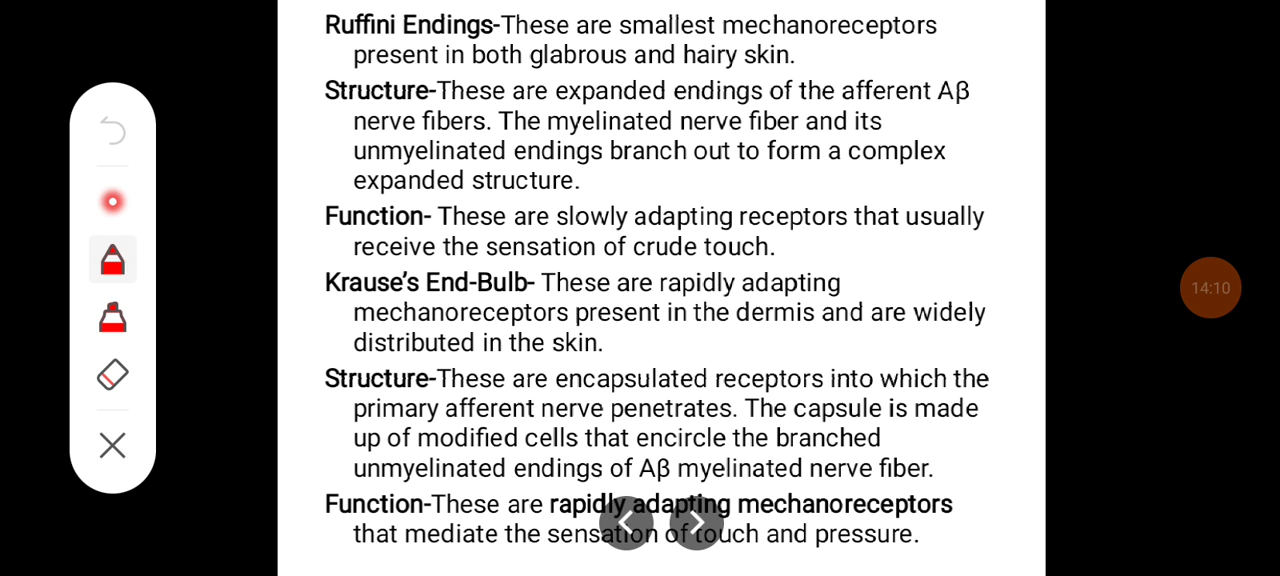 Ruffini Endings-These are smallest mechanoreceptors
present in both glabrous and hairy skin.
Structure-These are expanded endings of the afferent Aβ
nerve fibers. The myelinated nerve fiber and its
unmyelinated endings branch out to form a complex
expanded structure.
Function- These are slowly adapting receptors that usually
receive the sensation of crude touch.
Krause’s End-Bulb- These are rapidly adapting
mechanoreceptors present in the dermis and are widely
distributed in the skin.
Structure-These are encapsulated receptors into which the
primary afferent nerve penetrates. The capsule is made
up of modified cells that encircle the branched
unmyelinated endings of Aβ myelinated nerve fiber.
Function-These are rapidly adapting mechanoreceptors
that mediate the sensation of touch and pressure.
14:10